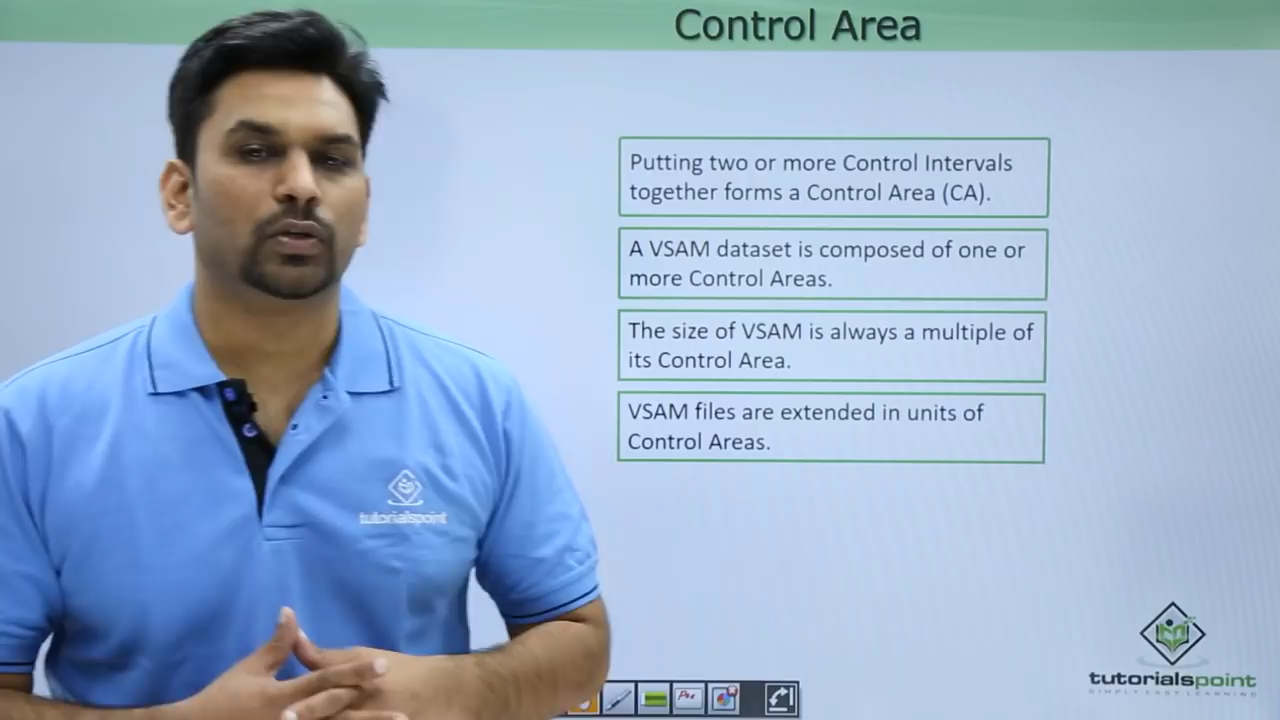 Control Area
Putting two or more Control Intervals
together forms a Control Area (CA).
A VSAM dataset is composed of one or
more Control Areas.
The size of VSAM is always a multiple of
its Control Area.
VSAM files are extended in units of
Control Areas.
tutorialspoint
tutorialspoint
SIMPLY EASY LEARNING
Pen